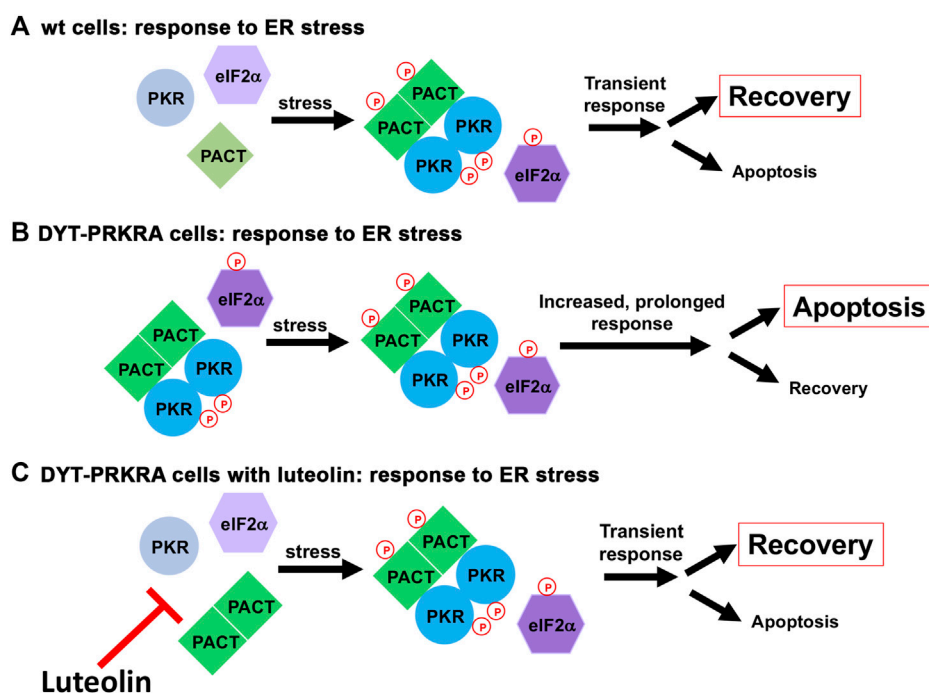 A wt cells: response to ER stress
PKR
eIF2α
PACT
stress
P
P
PACT
PACT
PKR
PKR
P
P
P
eIF2α
Transient
response
Recovery
Apoptosis
B DYT-PRKRA cells: response to ER stress
P
eIF2α
PACT
PACT
PKR
PKR
P
P
stress
P
P
PACT
PACT
PKR
PKR
P
P
P
eIF2α
Increased, prolonged
response
Apoptosis
Recovery
C DYT-PRKRA cells with luteolin: response to ER stress
PKR
eIF2α
PACT
PACT
Luteolin
stress
P
P
PACT
PACT
PKR
PKR
P
P
P
eIF2α
Transient
response
Recovery
Apoptosis